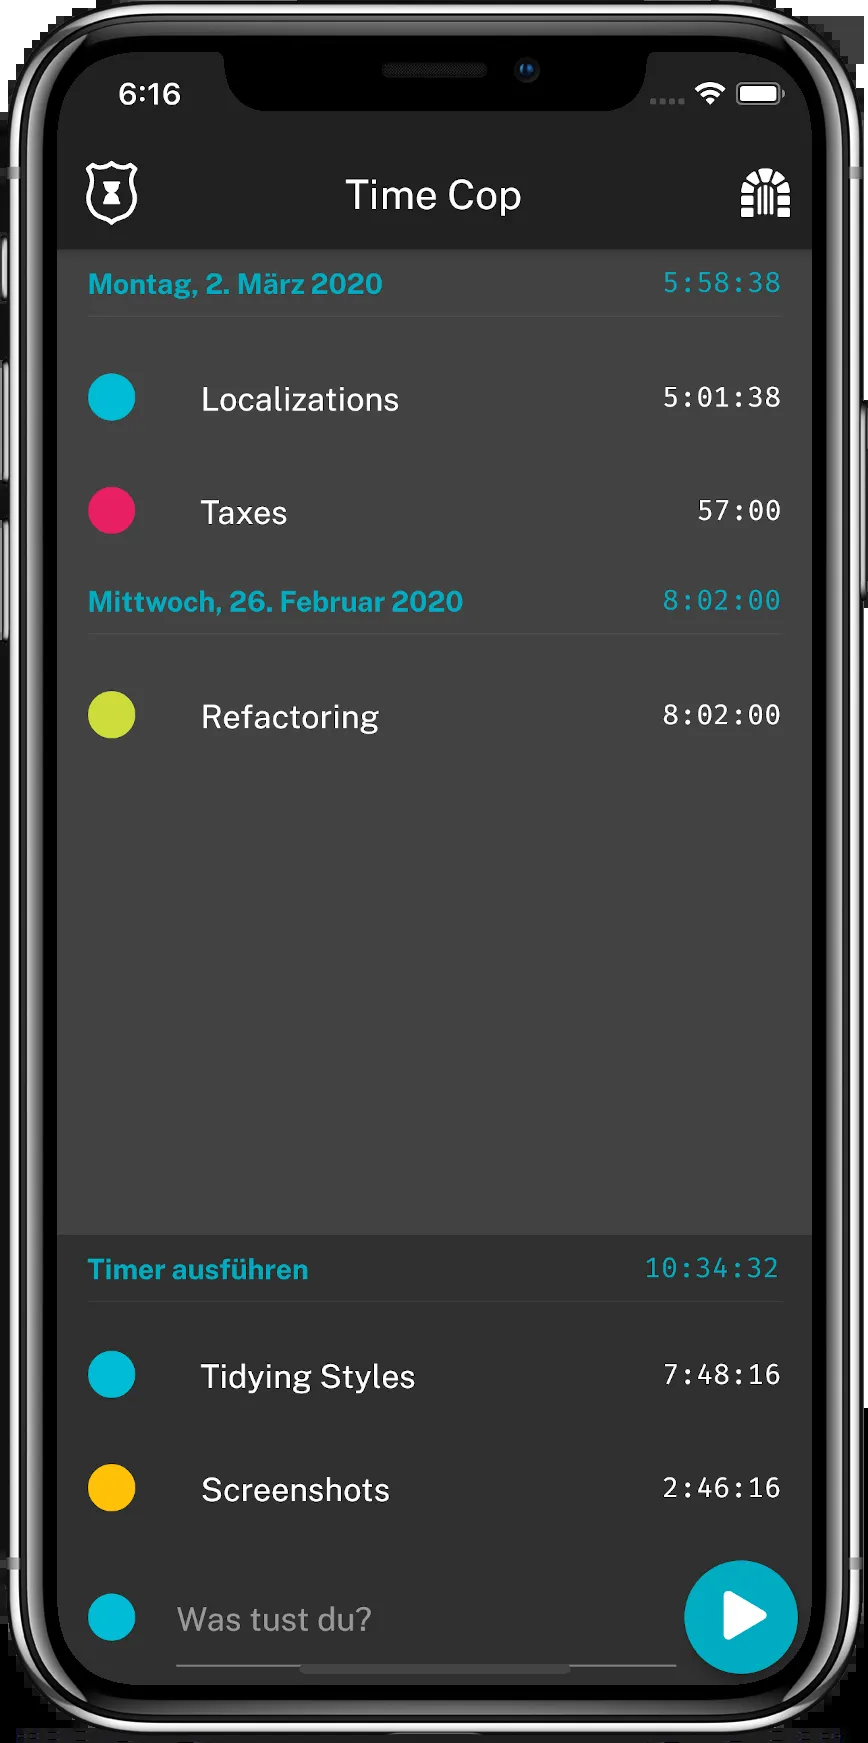 6:16
Time Cop
Montag, 2. März 2020 5:58:38
Localizations 5:01:38
Taxes 57:00
Mittwoch, 26. Februar 2020 8:02:00
Refactoring 8:02:00
Timer ausführen 10:34:32
Tidying Styles 7:48:16
Screenshots 2:46:16
Was tust du?